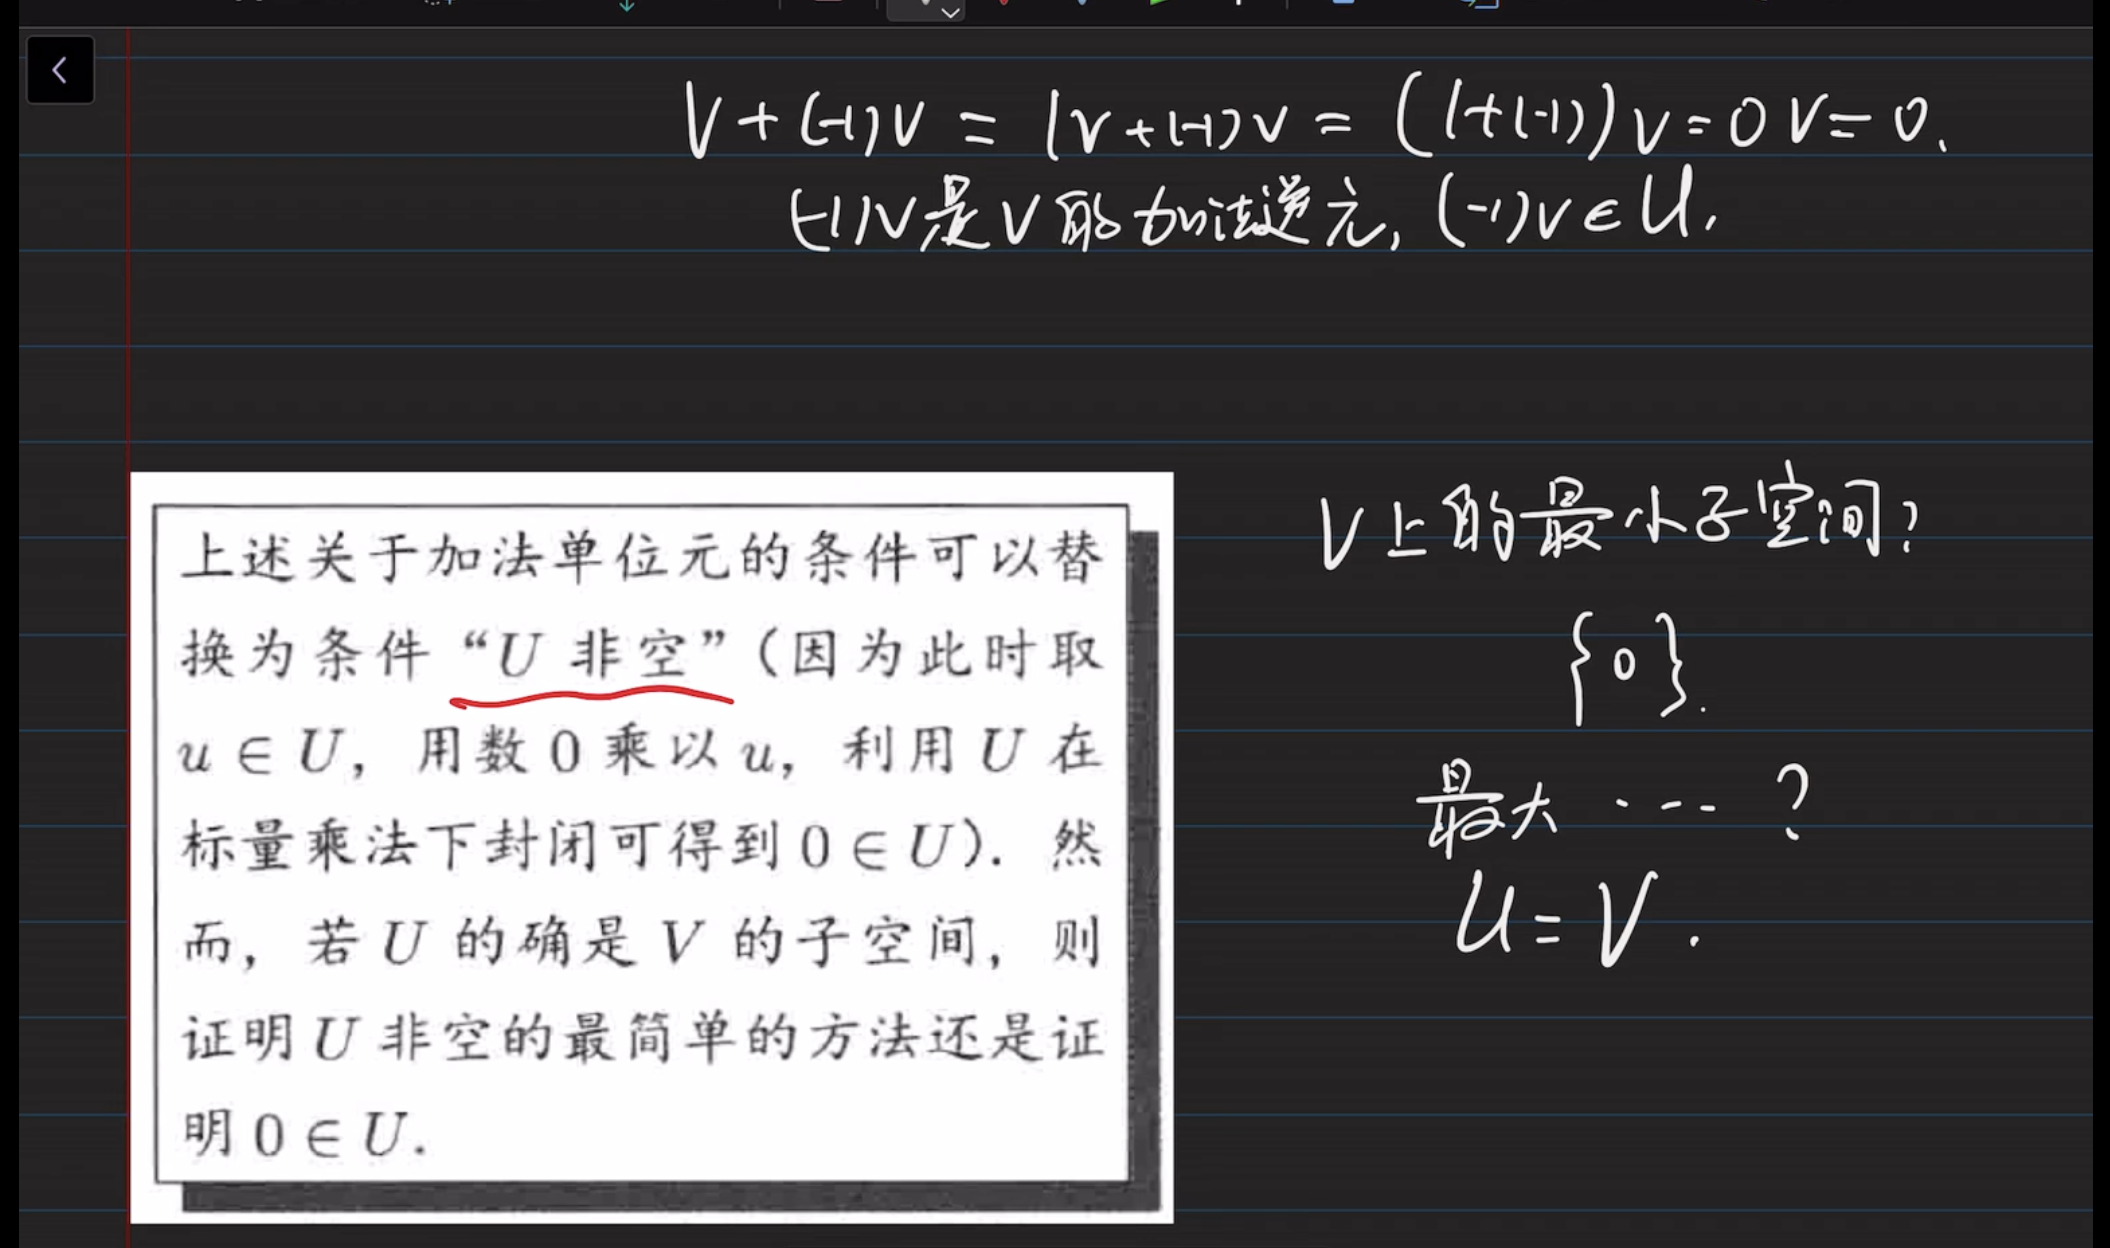 V + (-1)V = 1V + (-1)V = (1+(-1))V = 0V = 0.
(-1)V是V的加法逆元, (-1)V∈U.
上述关于加法单位元的条件可以替
换为条件“U 非空”(因为此时取
u ∈ U, 用数 0 乘以 u, 利用 U 在
标量乘法下封闭可得到 0 ∈ U). 然
而, 若 U 的确是 V 的子空间, 则
证明 U 非空的最简单的方法还是证
明 0 ∈ U.
V上的最小子空间?
{0}.
最大 ---- ?
U = V.